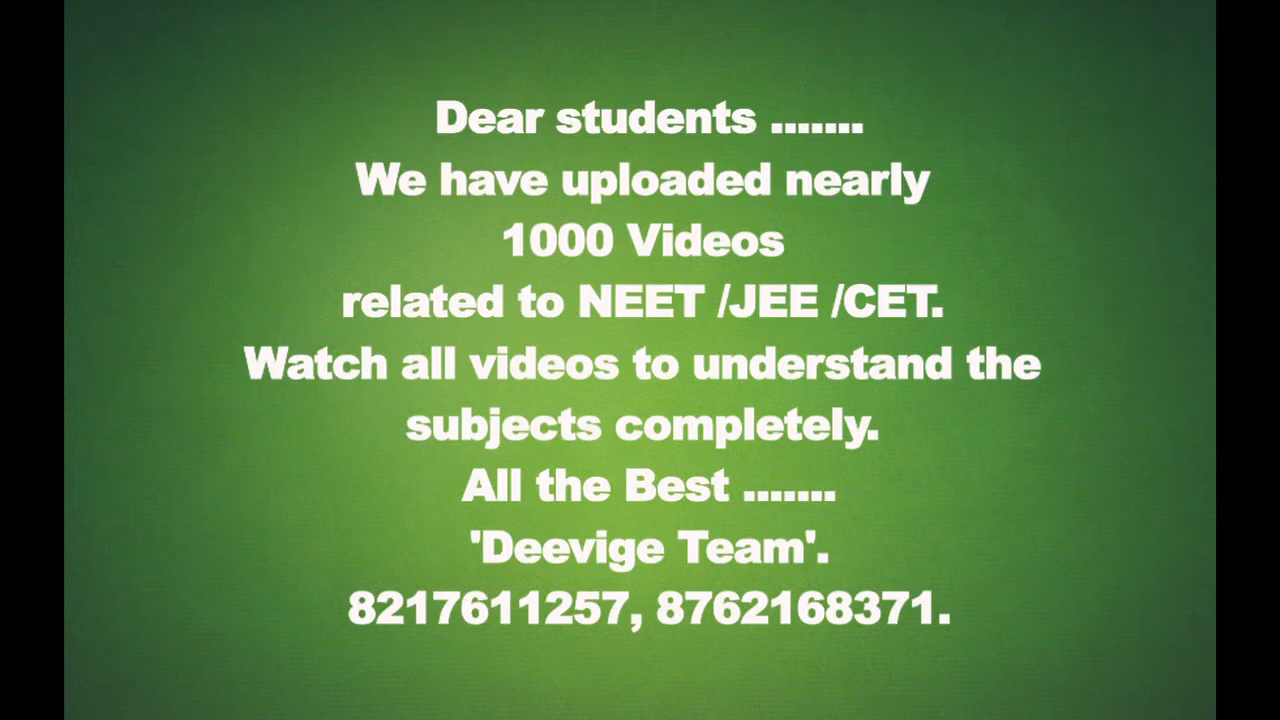 Dear students .......
We have uploaded nearly
1000 Videos
related to NEET /JEE /CET.
Watch all videos to understand the
subjects completely.
All the Best .......
'Deevige Team'.
8217611257, 8762168371.